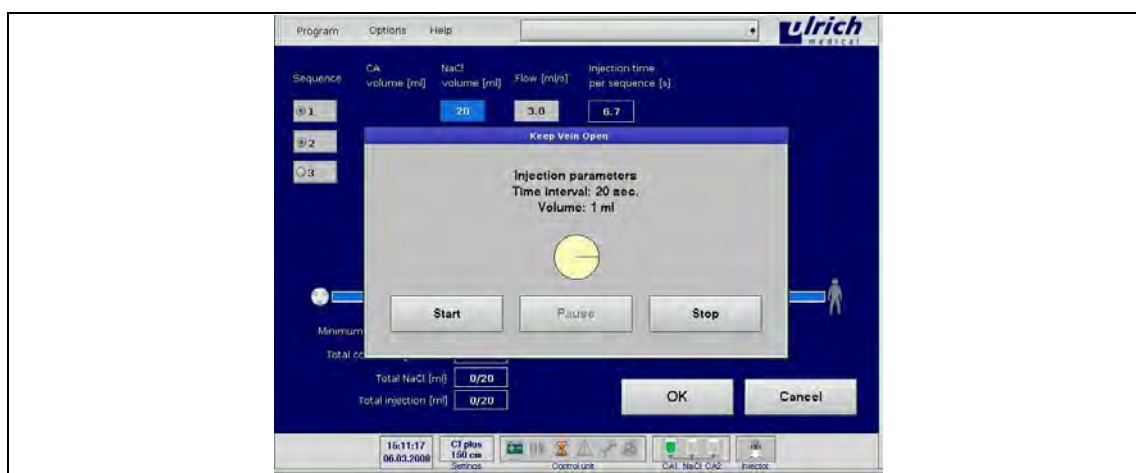 Program Options Help
ulrich
medical
Sequence CA volume [ml] NaCl volume [ml] Flow [ml/s] Injection time per sequence [s]
1 20 3.0 6.7
2
3
Keep Vein Open
Injection parameters
Time Interval: 20 sec.
Volume: 1 ml
Start Pause Stop
Minimum
Total
Total NaCl [ml] 0/20
Total injection [ml] 0/20
OK Cancel
15:11:17
06.03.2008
CT plus
150 cm
Settings Control unit CA1 NaCl CA2 Injector